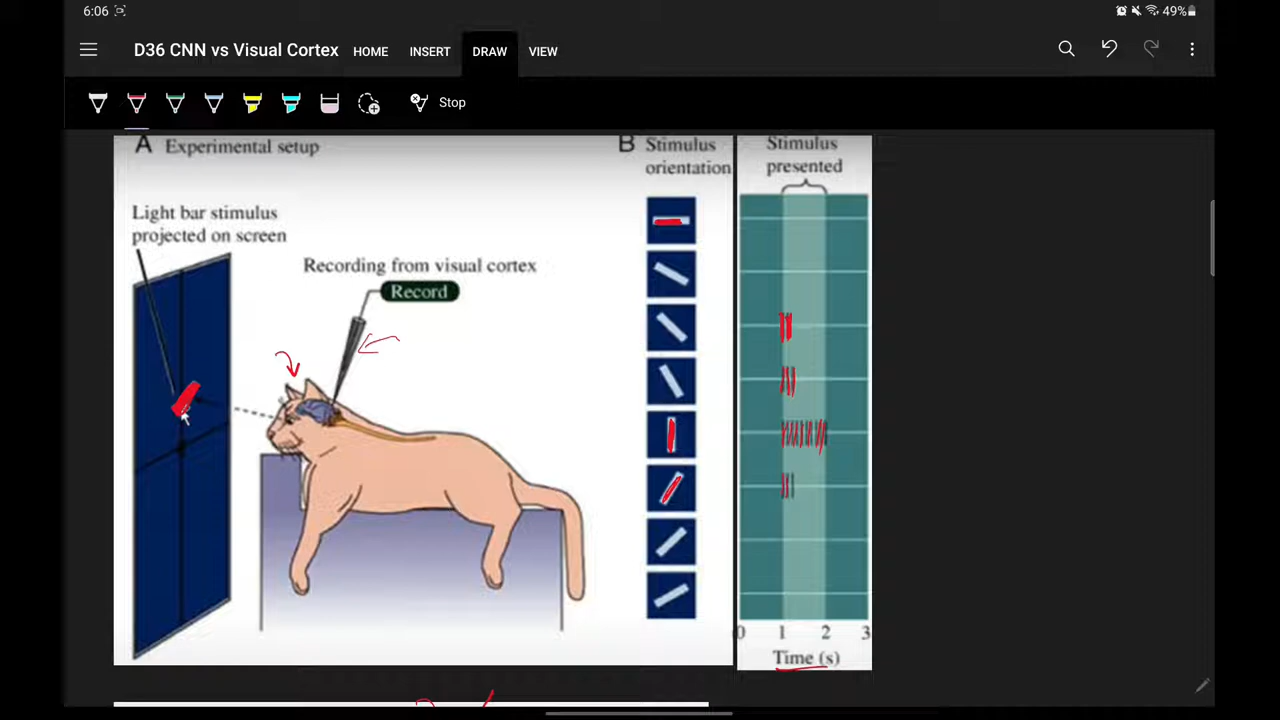 6:06
49%
D36 CNN vs Visual Cortex HOME INSERT DRAW VIEW
Stop
A Experimental setup
B Stimulus
orientation
Stimulus
presented
Light bar stimulus
projected on screen
Recording from visual cortex
Record
0 1 2 3
Time (s)